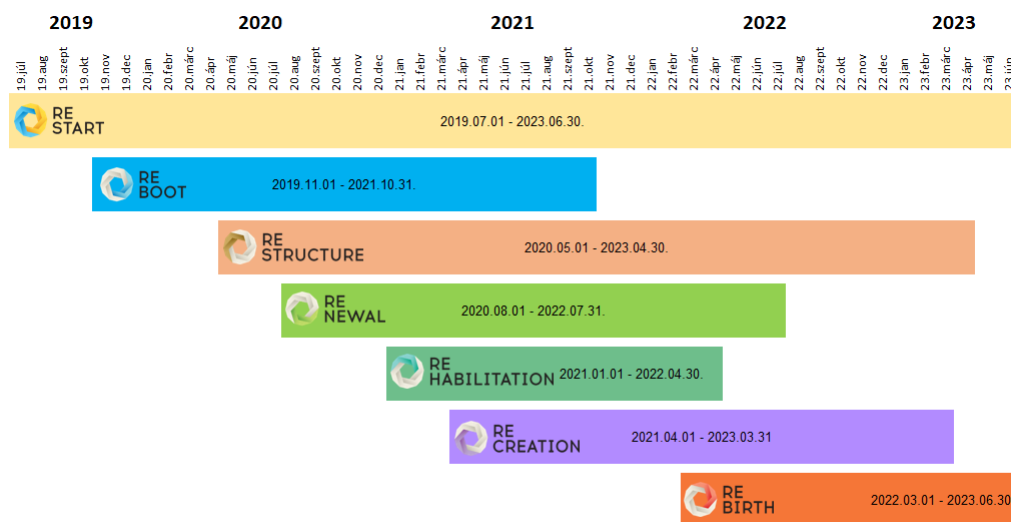 2019 2020 2021 2022 2023
19.júl
19.aug
19.szept
19.okt
19.nov
19.dec
20.jan
20.febr
20.márc
20.ápr
20.máj
20.jún
20.júl
20.aug
20.szept
20.okt
20.nov
20.dec
21.jan
21.febr
21.márc
21.ápr
21.máj
21.jún
21.júl
21.aug
21.szept
21.okt
21.nov
21.dec
22.jan
22.febr
22.márc
22.ápr
22.máj
22.jún
22.júl
22.aug
22.szept
22.okt
22.nov
22.dec
23.jan
23.febr
23.márc
23.ápr
23.máj
23.jún
RE
START
2019.07.01 - 2023.06.30.
RE
BOOT
2019.11.01 - 2021.10.31.
RE
STRUCTURE
2020.05.01 - 2023.04.30.
RE
NEWAL
2020.08.01 - 2022.07.31.
RE
HABILITATION
2021.01.01 - 2022.04.30.
RE
CREATION
2021.04.01 - 2023.03.31
RE
BIRTH
2022.03.01 - 2023.06.30